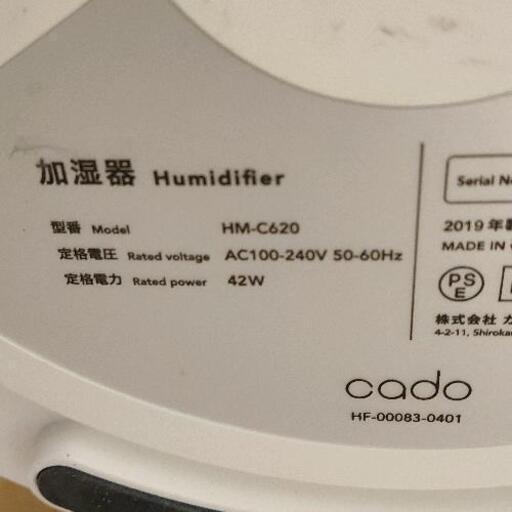 加湿器 Humidifier
型番 Model HM-C620
定格電圧 Rated voltage AC100-240V 50-60Hz
定格電力 Rated power 42W
Serial
2019 年
MADE IN
PS
E
株式会社
4-2-11,
cado
HF-00083-0401